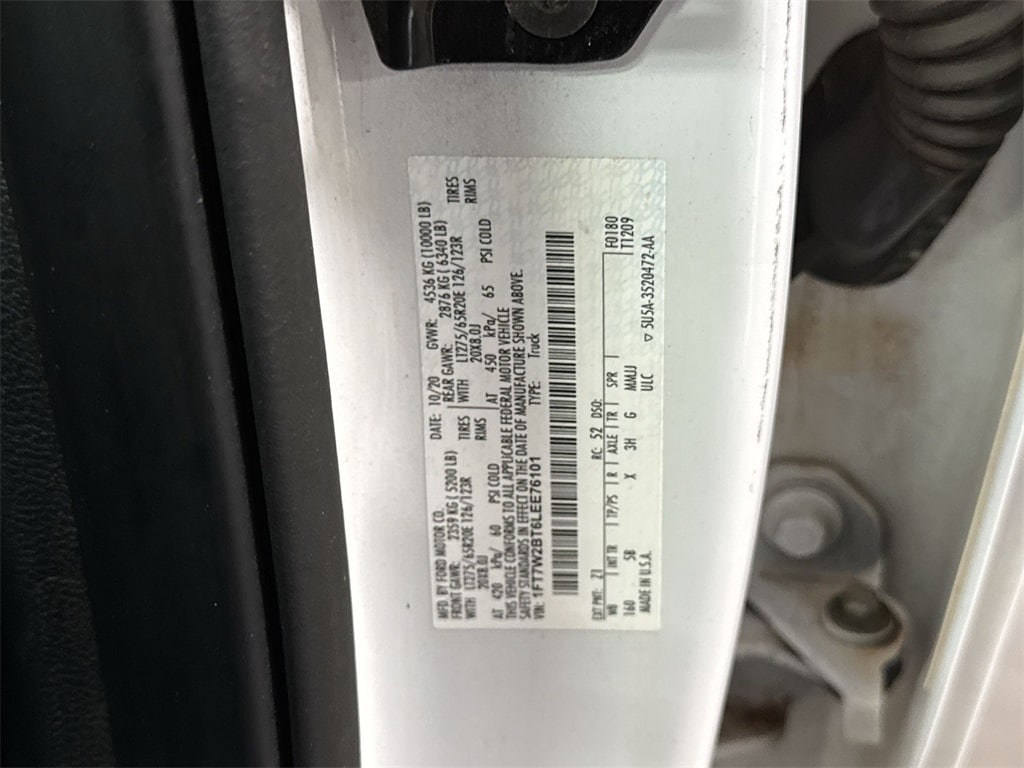 MFD. BY FORD MOTOR CO.
DATE: 10/20 GVWR: 4536 KG (10000 LB)
FRONT GAWR: 2359 KG ( 5200 LB)
REAR GAWR: 2876 KG ( 6340 LB)
WITH LT275/65R20E 126/123R TIRES
WITH LT275/65R20E 126/123R TIRES
20X8.0J RIMS
20X8.0J RIMS
AT 420 kPa/ 60 PSI COLD
AT 450 kPa/ 65 PSI COLD
THIS VEHICLE CONFORMS TO ALL APPLICABLE FEDERAL MOTOR VEHICLE
SAFETY STANDARDS IN EFFECT ON THE DATE OF MANUFACTURE SHOWN ABOVE.
VIN: 1FT7W2BT6LEE76101 TYPE: Truck
EXT PNT: Z1 RC: 52 DSO: F0180
WB INT TR TP/PS R AXLE TR SPR T1209
160 5B X 3H G MAUJ
MADE IN U.S.A. ULC ▽ 5U5A-3520472-AA